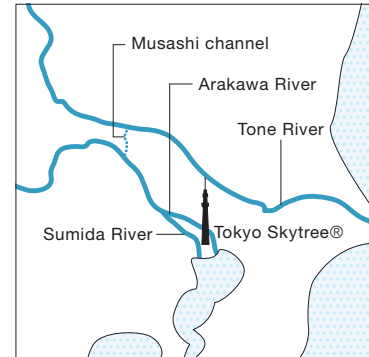 Musashi channel
Arakawa River
Tone River
Sumida River
Tokyo Skytree®